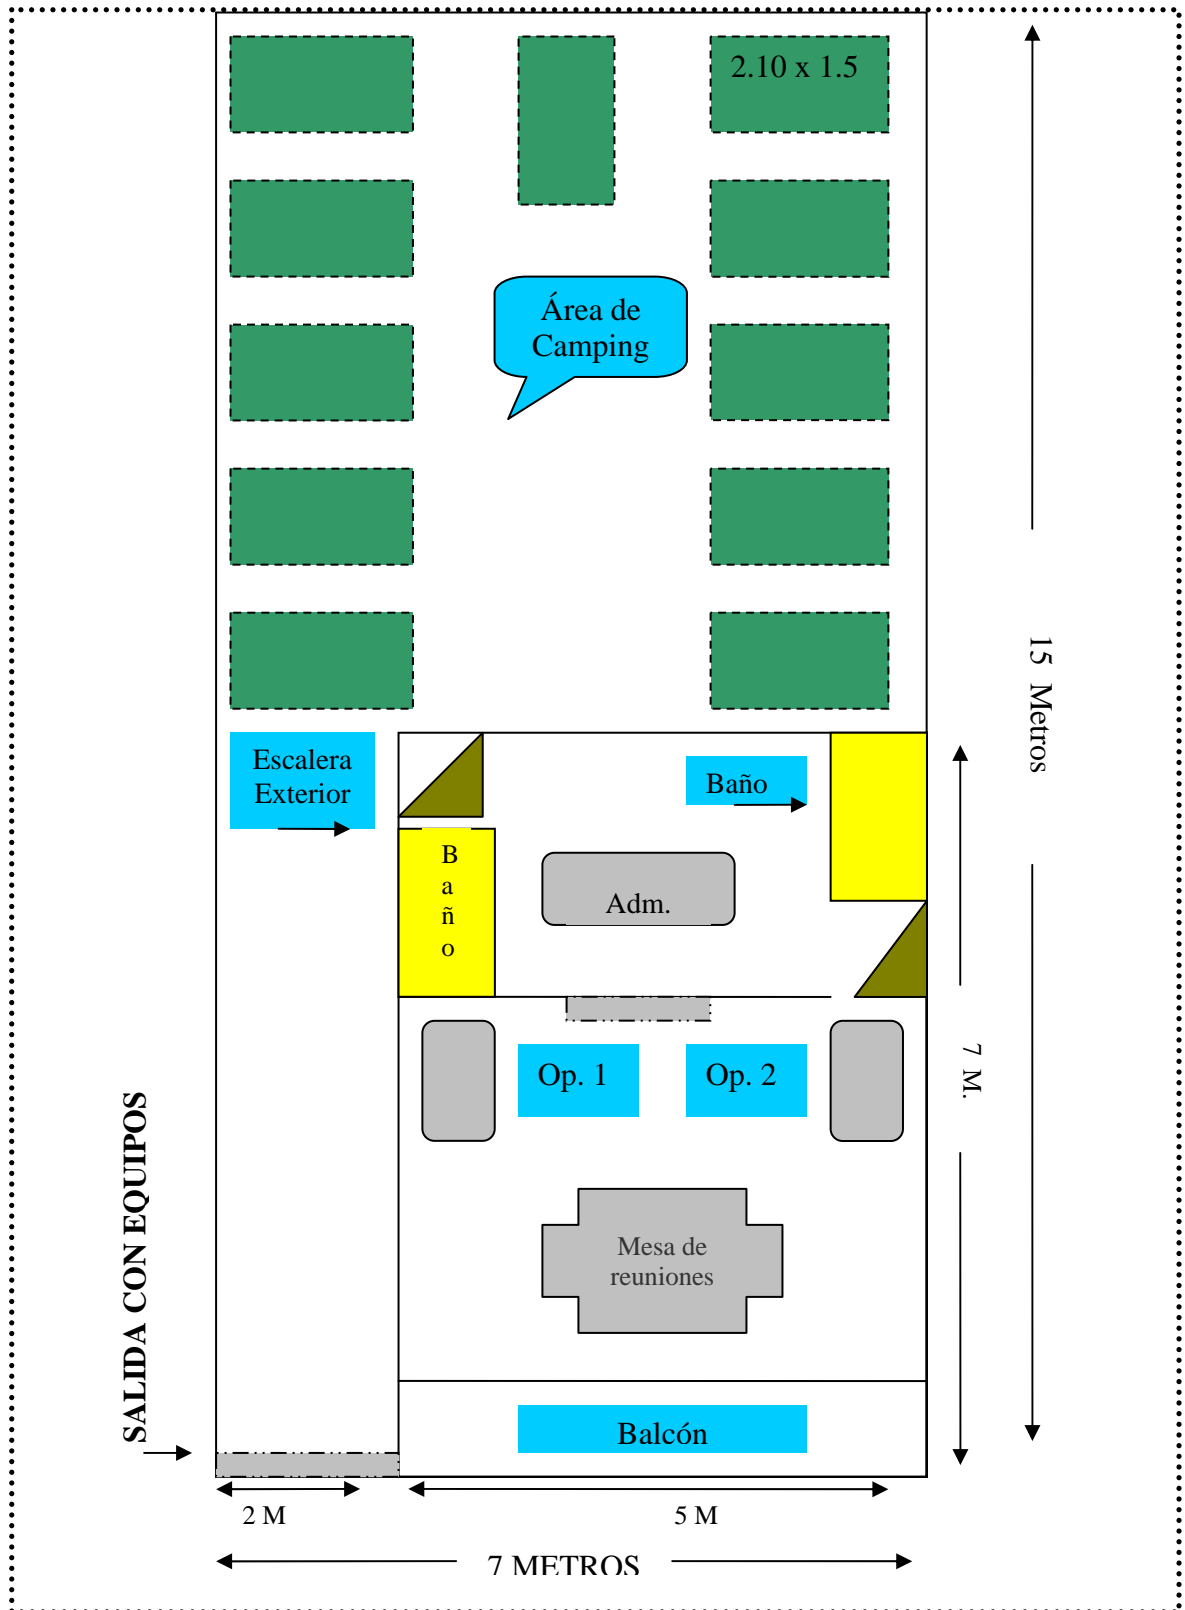 2.10 x 1.5
Área de
Camping
15 Metros
Escalera
Exterior
Baño
B
a
ñ
o
Adm.
Op. 1
Op. 2
7 M.
SALIDA CON EQUIPOS
Mesa de
reuniones
Balcón
2 M
5 M
7 METROS